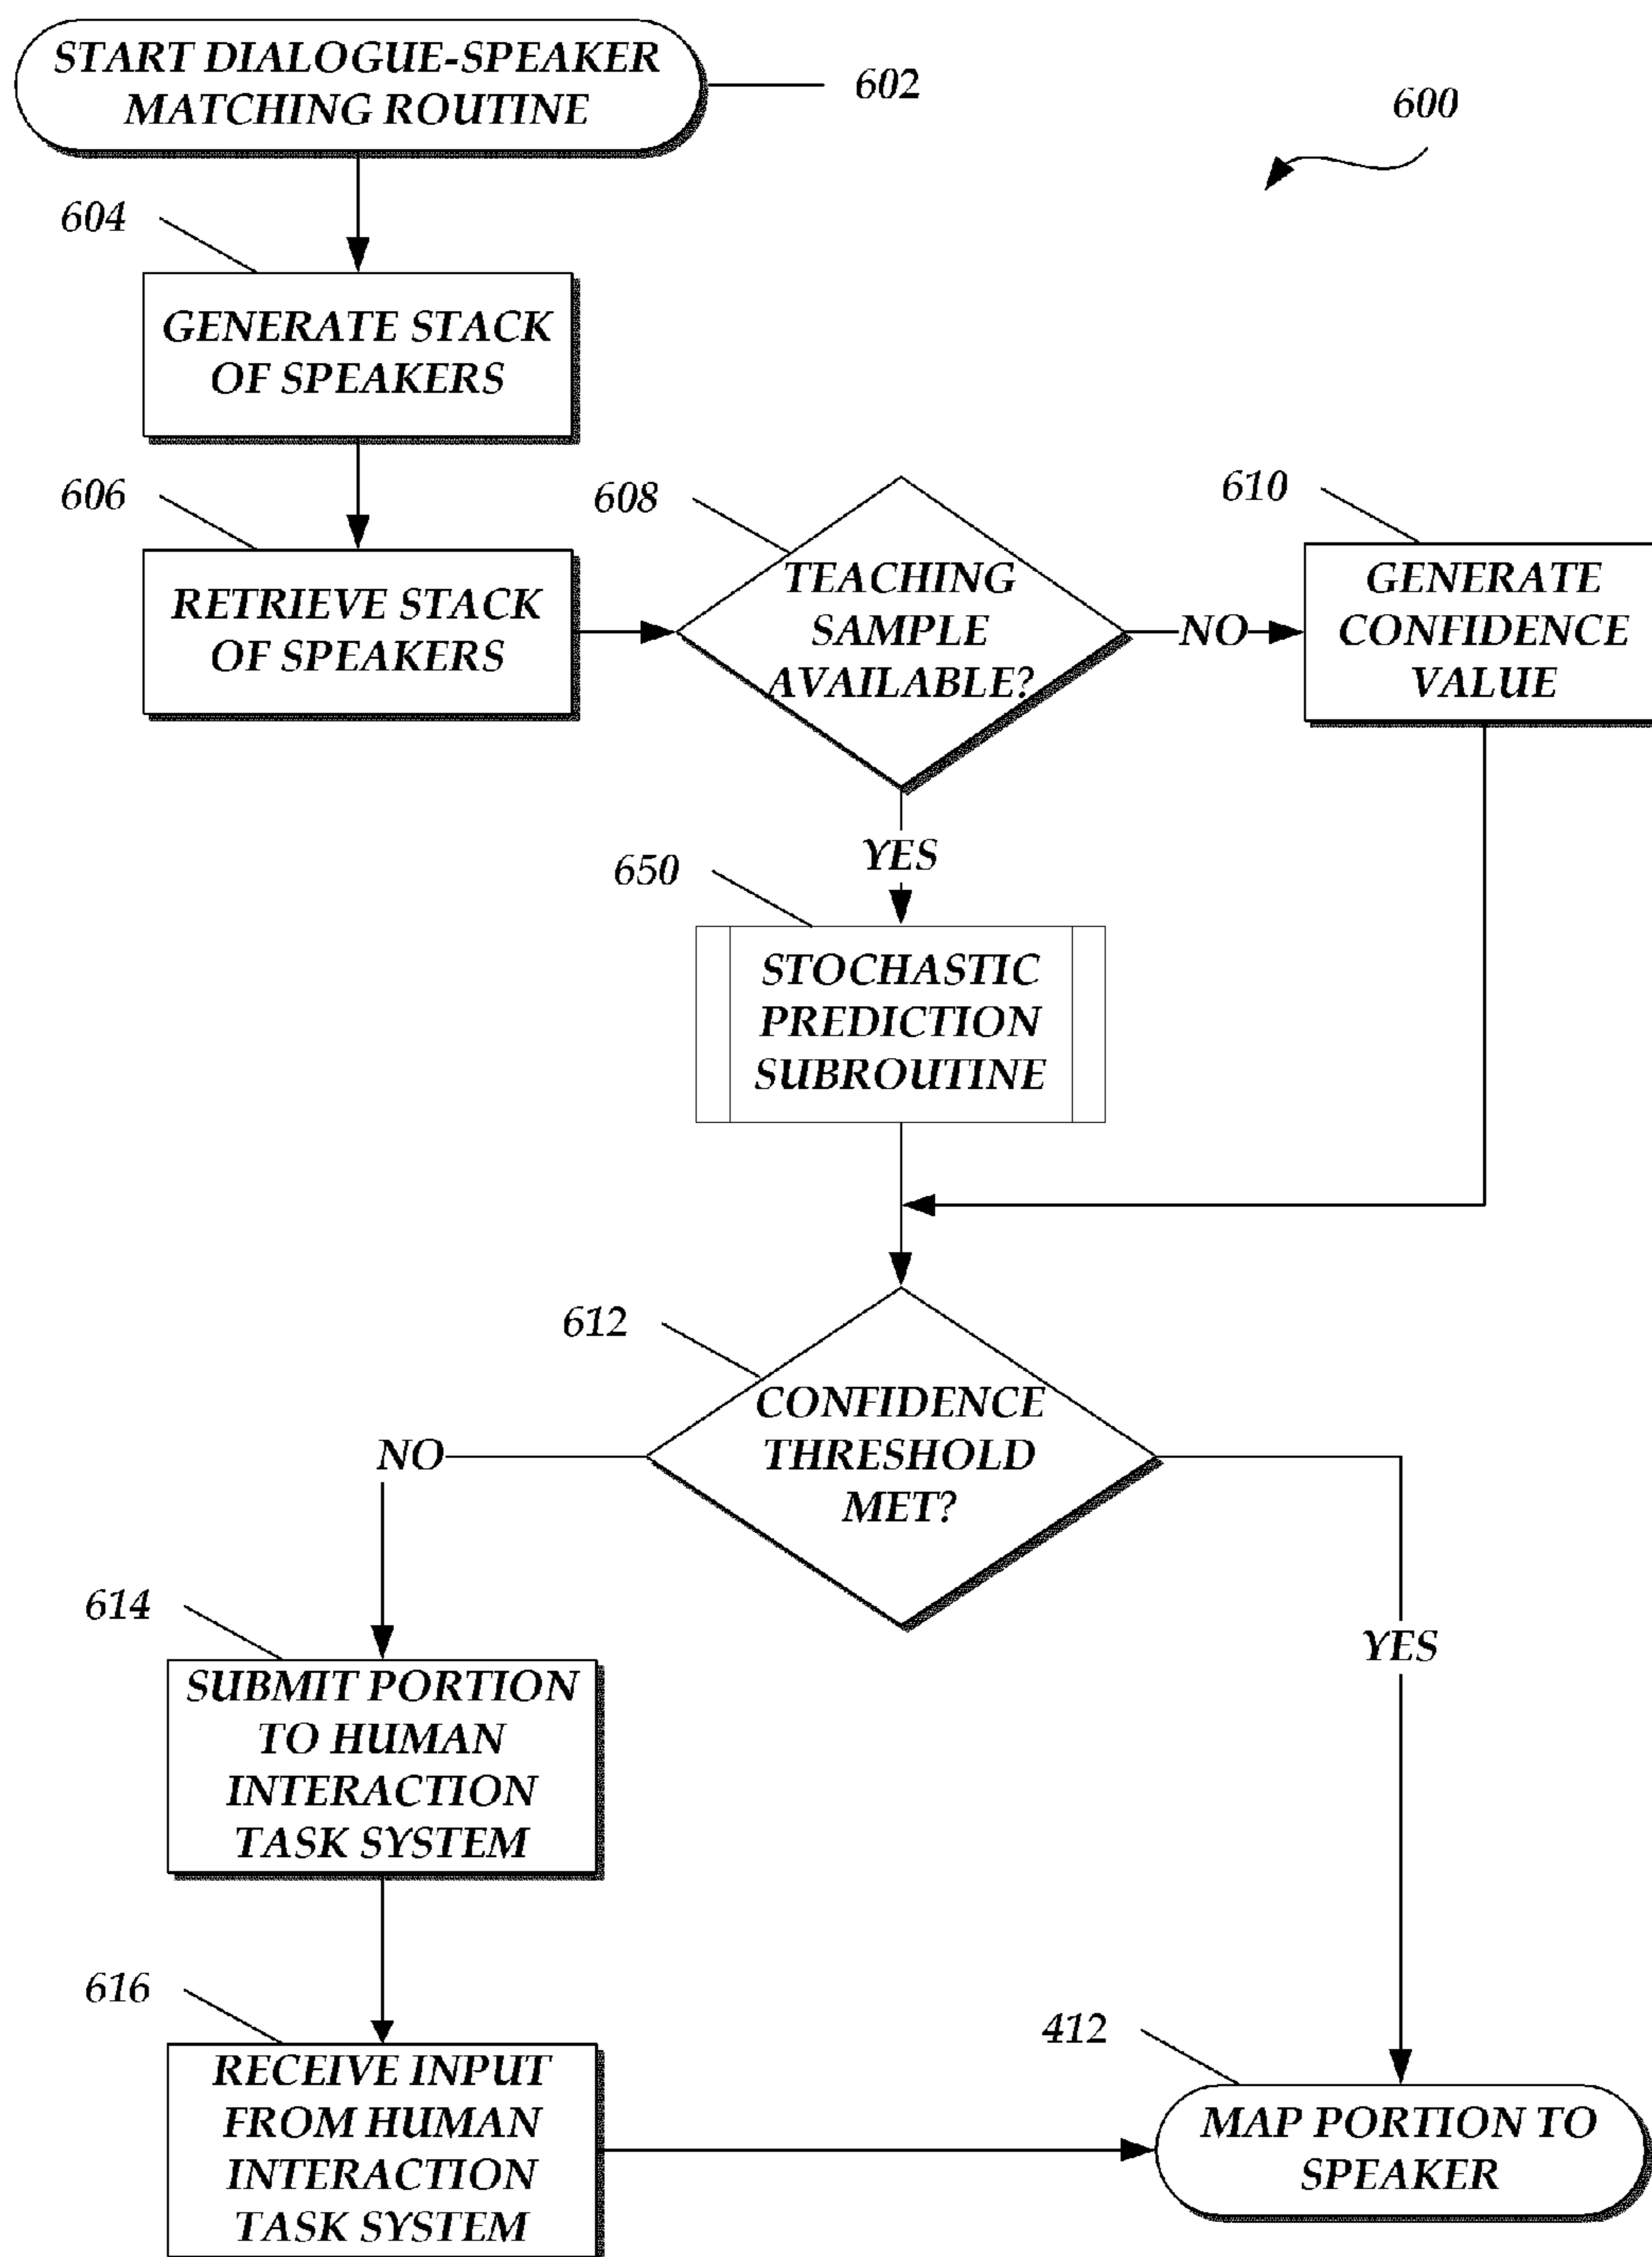 START DIALOGUE-SPEAKER
MATCHING ROUTINE
602
600
604
GENERATE STACK
OF SPEAKERS
606
RETRIEVE STACK
OF SPEAKERS
608
TEACHING
SAMPLE
AVAILABLE?
NO
610
GENERATE
CONFIDENCE
VALUE
YES
650
STOCHASTIC
PREDICTION
SUBROUTINE
612
CONFIDENCE
THRESHOLD
MET?
NO
YES
614
SUBMIT PORTION
TO HUMAN
INTERACTION
TASK SYSTEM
616
RECEIVE INPUT
FROM HUMAN
INTERACTION
TASK SYSTEM
412
MAP PORTION TO
SPEAKER